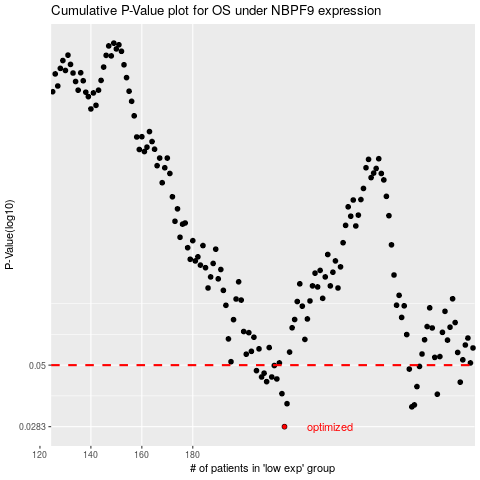 Cumulative P-Value plot for OS under NBPF9 expression
P-Value(log10)
0.05
0.0283
optimized
120 140 160 180
# of patients in 'low exp' group